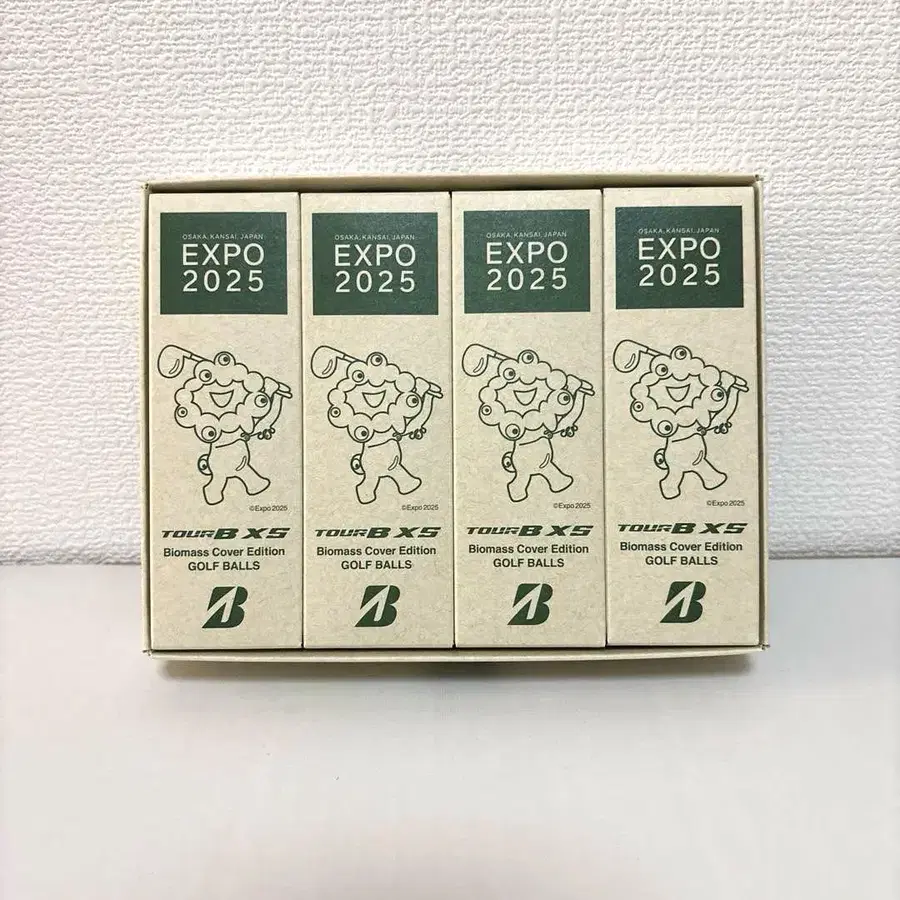 OSAKA, KANSAI, JAPAN
EXPO
2025
©Expo 2025
TOUR B XS
Biomass Cover Edition
GOLF BALLS
B
OSAKA, KANSAI, JAPAN
EXPO
2025
©Expo 2025
TOUR B XS
Biomass Cover Edition
GOLF BALLS
B
OSAKA, KANSAI, JAPAN
EXPO
2025
©Expo 2025
TOUR B XS
Biomass Cover Edition
GOLF BALLS
B
OSAKA, KANSAI, JAPAN
EXPO
2025
©Expo 2025
TOUR B XS
Biomass Cover Edition
GOLF BALLS
B